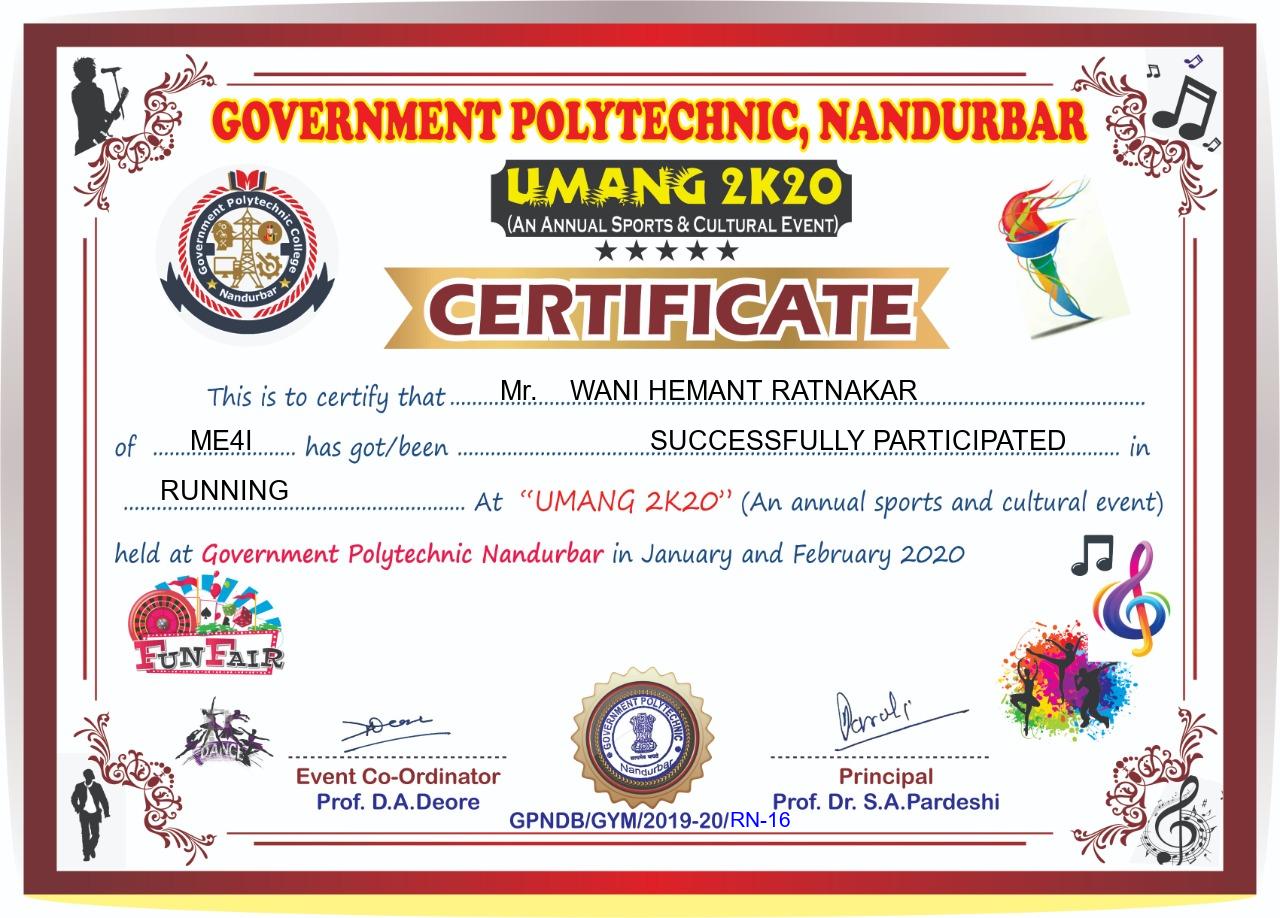 GOVERNMENT POLYTECHNIC, NANDURBAR
UMANG 2K20
(AN ANNUAL SPORTS & CULTURAL EVENT)
Government Polytechnic College
Nandurbar
CERTIFICATE
This is to certify that Mr. WANI HEMANT RATNAKAR
of ME4I has got/been SUCCESSFULLY PARTICIPATED in
RUNNING At “UMANG 2K20” (An annual sports and cultural event)
held at Government Polytechnic Nandurbar in January and February 2020
FUN FAIR
DANCE
GOVERNMENT POLYTECHNIC
Nandurbar
Event Co-Ordinator
Prof. D.A.Deore
Principal
Prof. Dr. S.A.Pardeshi
GPNDB/GYM/2019-20/RN-16